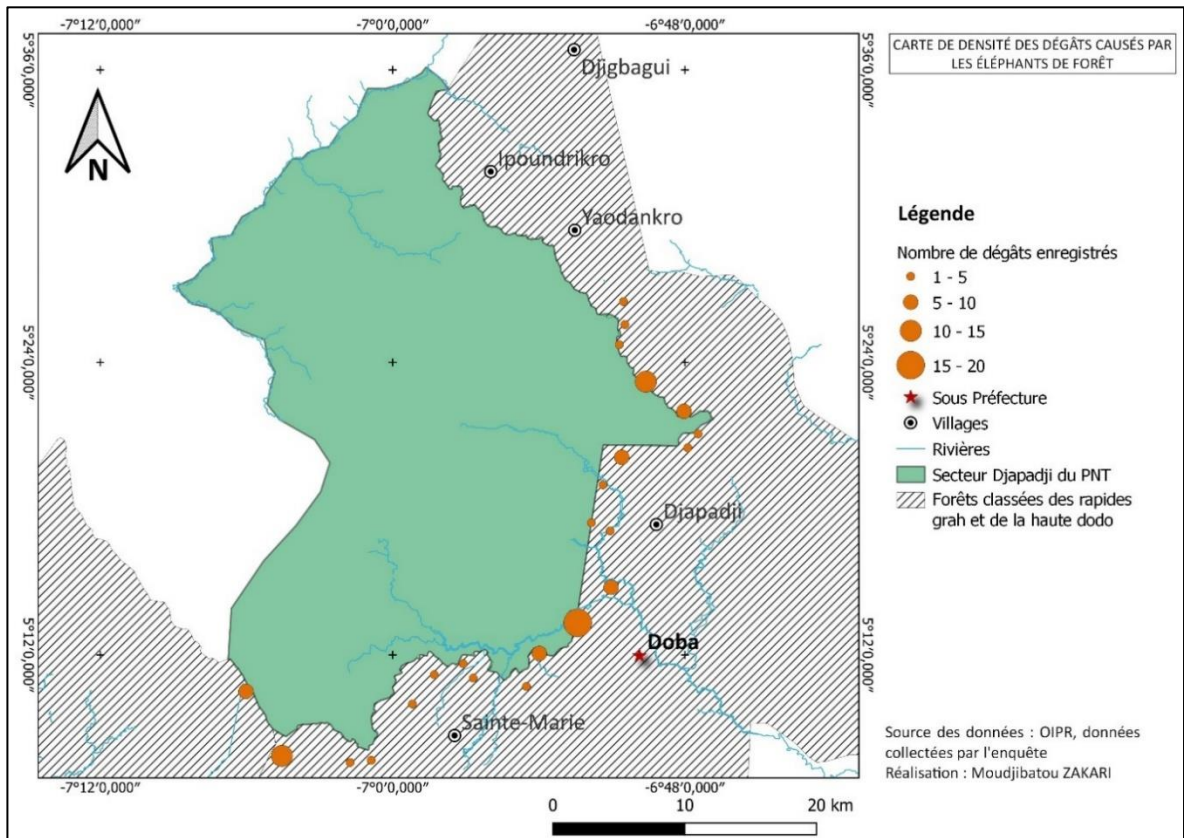 -7°12'0,000"
-7°0'0,000"
-6°48'0,000"
5°36'0,000"
5°36'0,000"
CARTE DE DENSITÉ DES DÉGÂTS CAUSÉS PAR
LES ÉLÉPHANTS DE FORÊT
Djigbagui
N
Ipoundrikro
Yaodankro
Légende
Nombre de dégâts enregistrés
1 - 5
5 - 10
10 - 15
15 - 20
Sous Préfecture
Villages
Rivières
Secteur Djapadji du PNT
Forêts classées des rapides
grah et de la haute dodo
5°24'0,000"
5°24'0,000"
Djapadji
Doba
5°12'0,000"
5°12'0,000"
Sainte-Marie
Source des données : OIPR, données
collectées par l'enquête
Réalisation : Moudjibatou ZAKARI
-7°12'0,000"
-7°0'0,000"
-6°48'0,000"
0 10 20 km